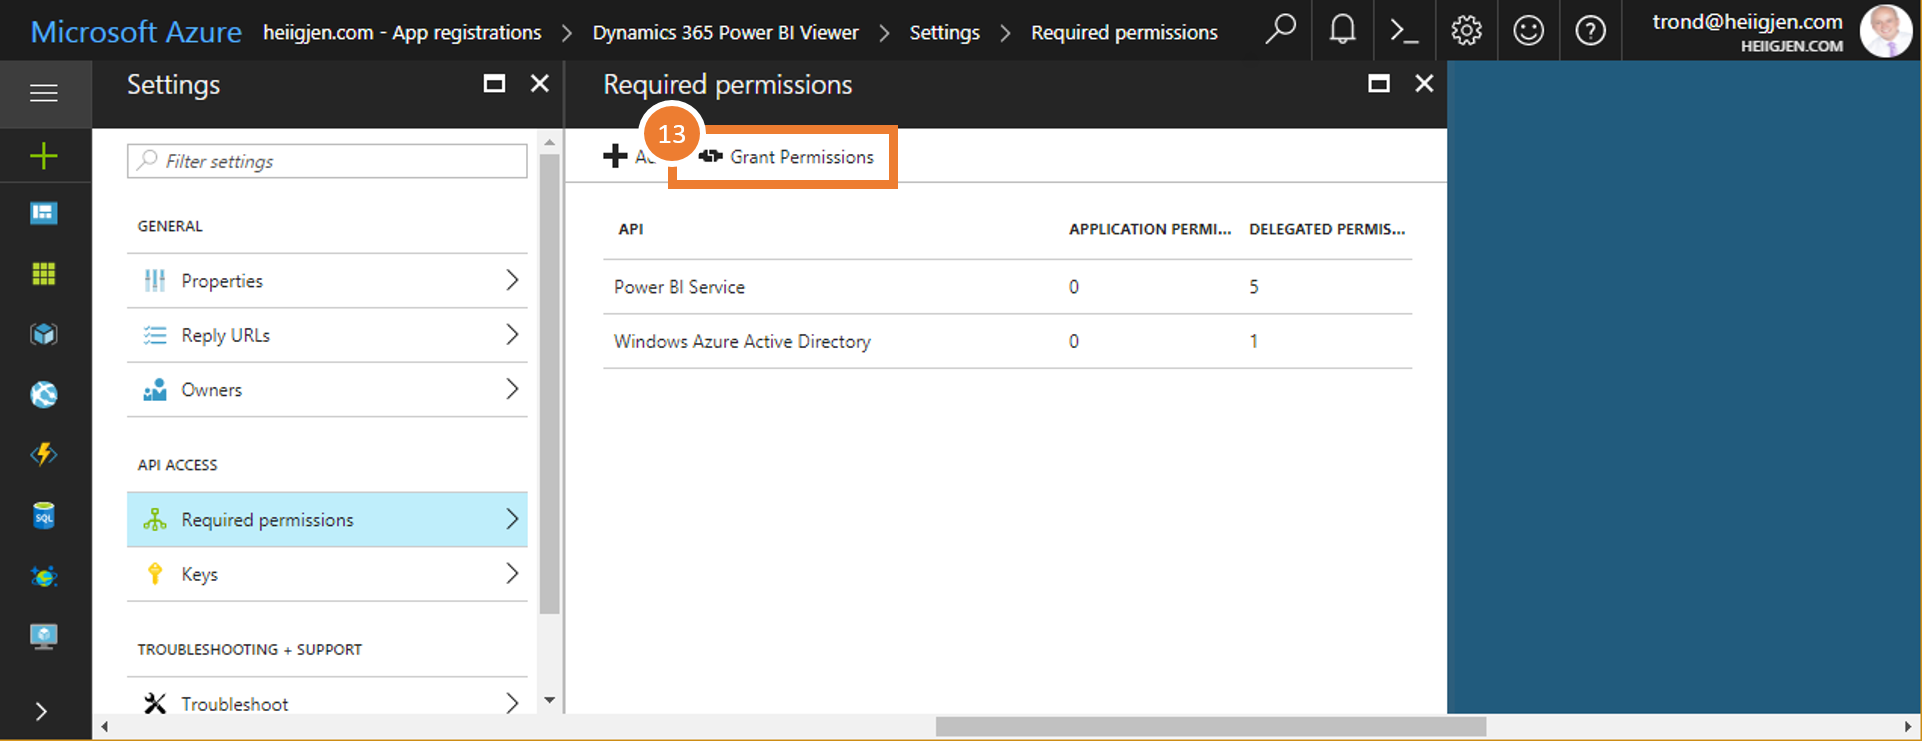 Microsoft Azure heiigjen.com - App registrations > Dynamics 365 Power BI Viewer > Settings > Required permissions >_ ? trond@heiigjen.com
HEIIGJEN.COM
Settings
Required permissions
13
Filter settings
Grant Permissions
GENERAL
API APPLICATION PERMI... DELEGATED PERMIS...
Properties
Power BI Service 0 5
Reply URLs
Windows Azure Active Directory 0 1
Owners
API ACCESS
Required permissions
SQL
Keys
TROUBLESHOOTING + SUPPORT
Troubleshoot